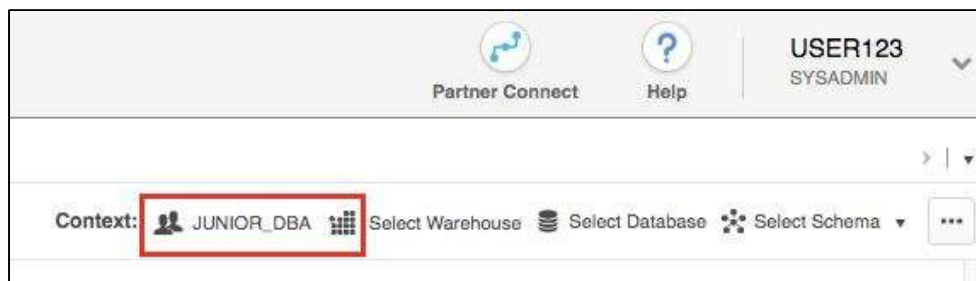 Partner Connect
Help
USER123
SYSADMIN
Context: JUNIOR_DBA Select Warehouse Select Database Select Schema